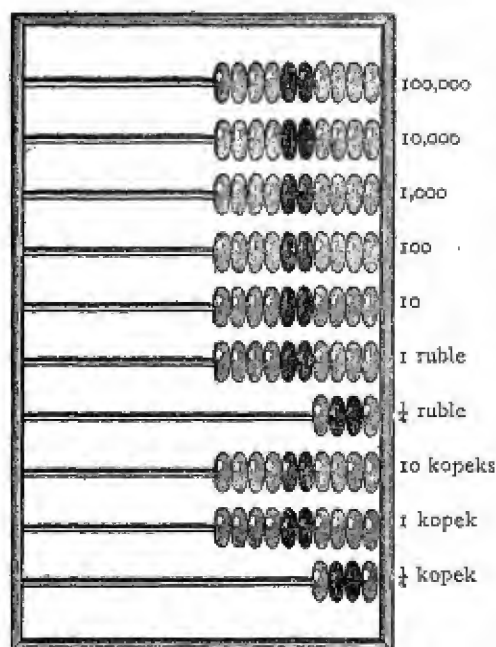 100,000
10,000
1,000
100
10
1 ruble
¼ ruble
10 kopeks
1 kopek
¼ kopek